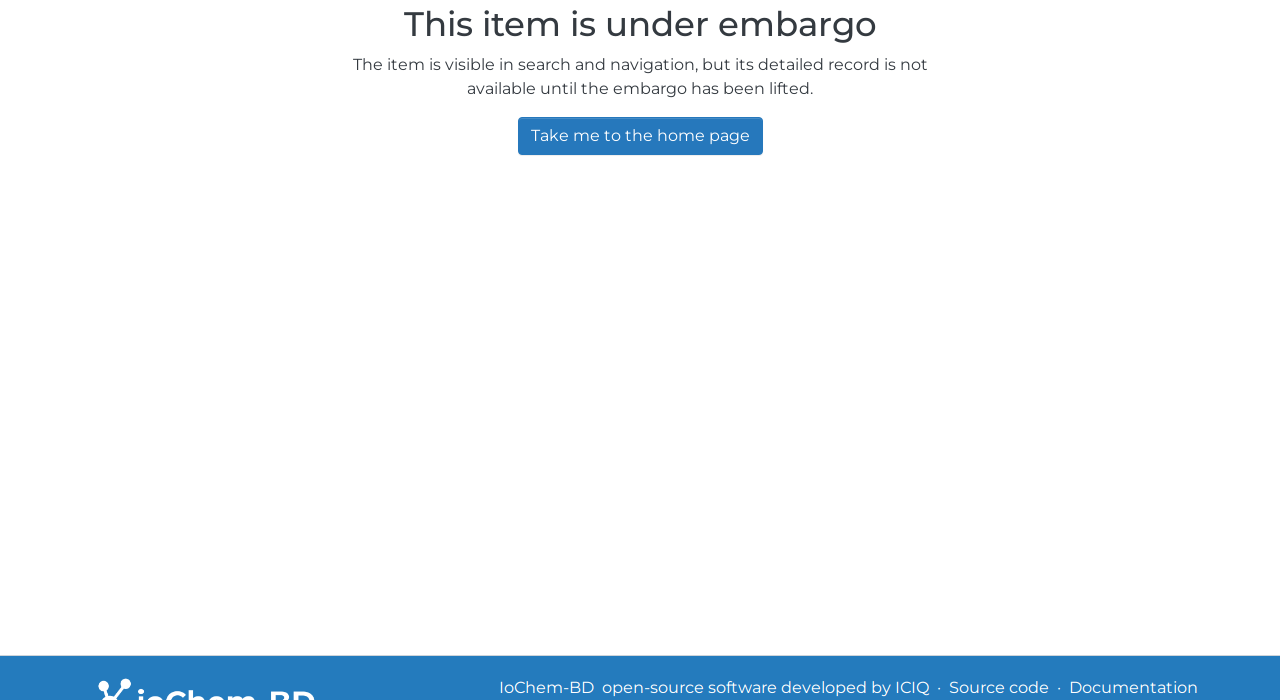 This item is under embargo
The item is visible in search and navigation, but its detailed record is not
available until the embargo has been lifted.
Take me to the home page
ioChem-BD
IoChem-BD open-source software developed by ICIQ · Source code · Documentation